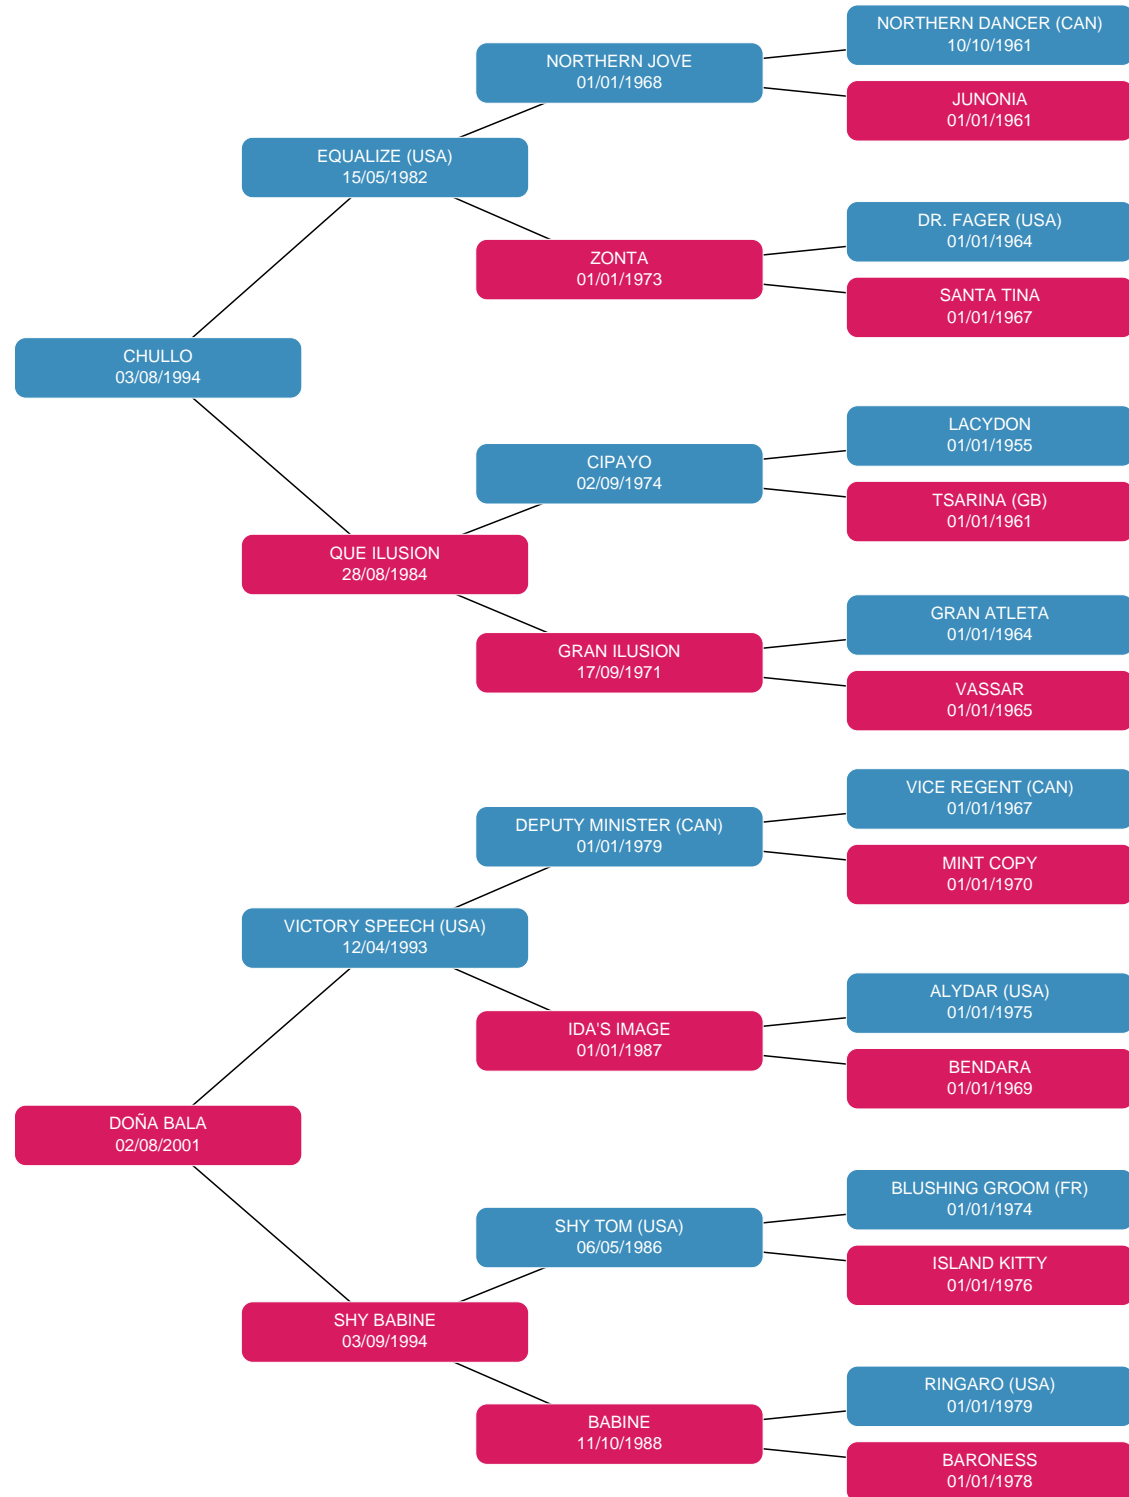 NORTHERN DANCER (CAN)
10/10/1961
NORTHERN JOVE
01/01/1968
JUNONIA
01/01/1961
EQUALIZE (USA)
15/05/1982
DR. FAGER (USA)
01/01/1964
ZONTA
01/01/1973
SANTA TINA
01/01/1967
CHULLO
03/08/1994
LACYDON
01/01/1955
CIPAYO
02/09/1974
TSARINA (GB)
01/01/1961
QUE ILUSION
28/08/1984
GRAN ATLETA
01/01/1964
GRAN ILUSION
17/09/1971
VASSAR
01/01/1965
VICE REGENT (CAN)
01/01/1967
DEPUTY MINISTER (CAN)
01/01/1979
MINT COPY
01/01/1970
VICTORY SPEECH (USA)
12/04/1993
ALYDAR (USA)
01/01/1975
IDA'S IMAGE
01/01/1987
BENDARA
01/01/1969
DOÑA BALA
02/08/2001
BLUSHING GROOM (FR)
01/01/1974
SHY TOM (USA)
06/05/1986
ISLAND KITTY
01/01/1976
SHY BABINE
03/09/1994
RINGARO (USA)
01/01/1979
BABINE
11/10/1988
BARONESS
01/01/1978